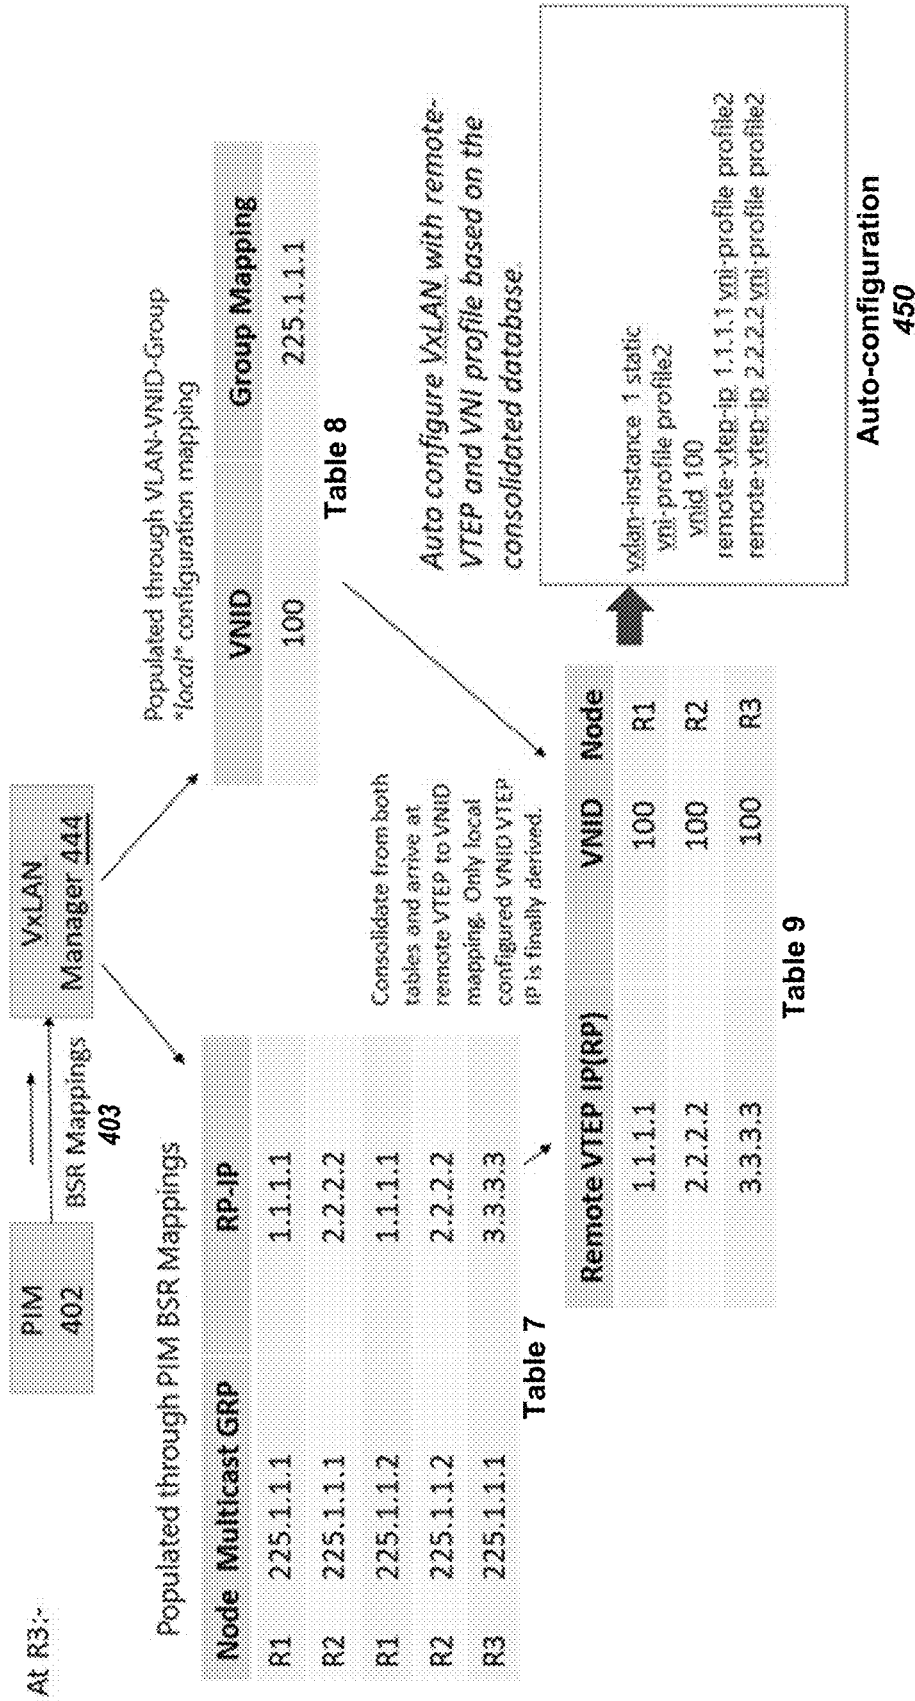 At R3:-
PIM
402
BSR Mappings
403
VxLAN
Manager 444
Populated through PIM BSR Mappings
Node Multicast GRP RP-IP
R1 225.1.1.1 1.1.1.1
R2 225.1.1.1 2.2.2.2
R1 225.1.1.2 1.1.1.1
R2 225.1.1.2 2.2.2.2
R3 225.1.1.1 3.3.3.3
Table 7
Populated through VLAN-VNID-Group
"local" configuration mapping
VNID Group Mapping
100 225.1.1.1
Table 8
Consolidate from both
tables and arrive at
remote VTEP to VNID
mapping. Only local
configured VNID VTEP
IP is finally derived.
Remote VTEP IP(RP) VNID Node
1.1.1.1 100 R1
2.2.2.2 100 R2
3.3.3.3 100 R3
Table 9
Auto configure VxLAN with remote-
VTEP and VNI profile based on the
consolidated database.
vxlan-instance 1 static
vni-profile profile2
vnid 100
remote-vtep-ip 1.1.1.1 vni-profile profile2
remote-vtep-ip 2.2.2.2 vni-profile profile2
Auto-configuration
450